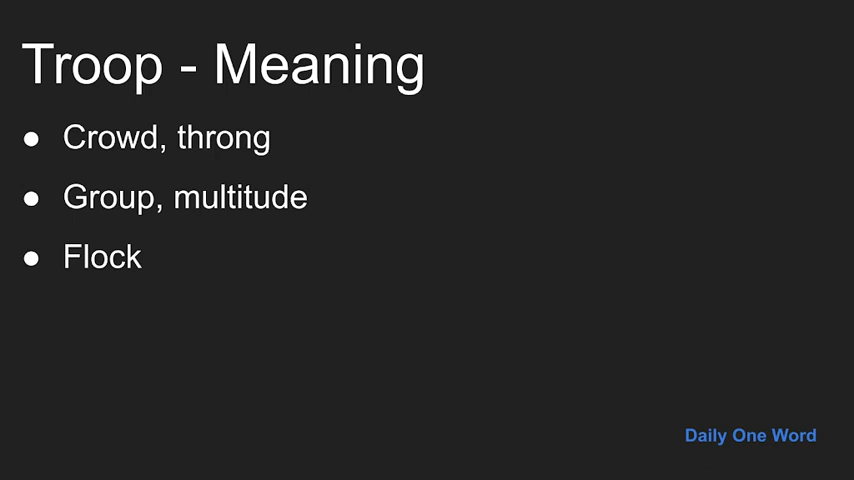 Troop - Meaning
● Crowd, throng
● Group, multitude
● Flock
Daily One Word